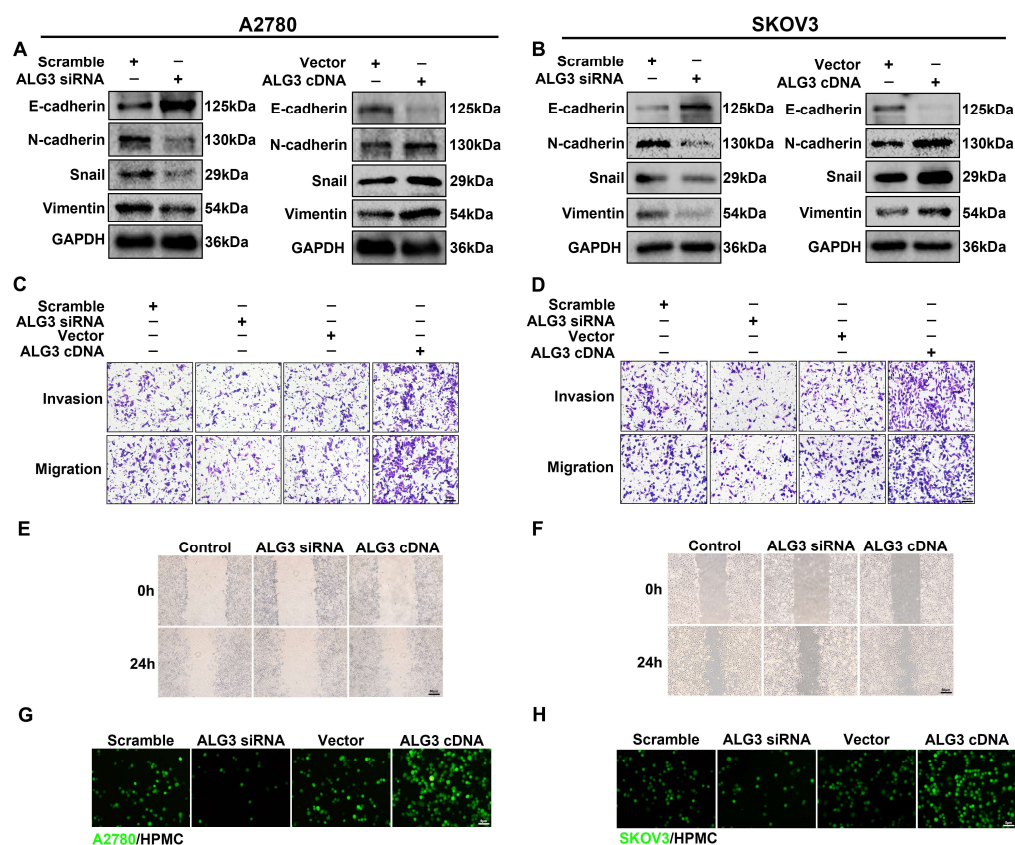 A2780
SKOV3
A
Scramble + –
ALG3 siRNA – +
E-cadherin 125kDa
N-cadherin 130kDa
Snail 29kDa
Vimentin 54kDa
GAPDH 36kDa
Vector + –
ALG3 cDNA – +
E-cadherin 125kDa
N-cadherin 130kDa
Snail 29kDa
Vimentin 54kDa
GAPDH 36kDa
B
Scramble + –
ALG3 siRNA – +
E-cadherin 125kDa
N-cadherin 130kDa
Snail 29kDa
Vimentin 54kDa
GAPDH 36kDa
Vector + –
ALG3 cDNA – +
E-cadherin 125kDa
N-cadherin 130kDa
Snail 29kDa
Vimentin 54kDa
GAPDH 36kDa
C
Scramble + – – –
ALG3 siRNA – + – –
Vector – – + –
ALG3 cDNA – – – +
Invasion
Migration
D
Scramble + – – –
ALG3 siRNA – + – –
Vector – – + –
ALG3 cDNA – – – +
Invasion
Migration
E
Control ALG3 siRNA ALG3 cDNA
0h
24h
F
Control ALG3 siRNA ALG3 cDNA
0h
24h
G
Scramble ALG3 siRNA Vector ALG3 cDNA
A2780/HPMC
H
Scramble ALG3 siRNA Vector ALG3 cDNA
SKOV3/HPMC